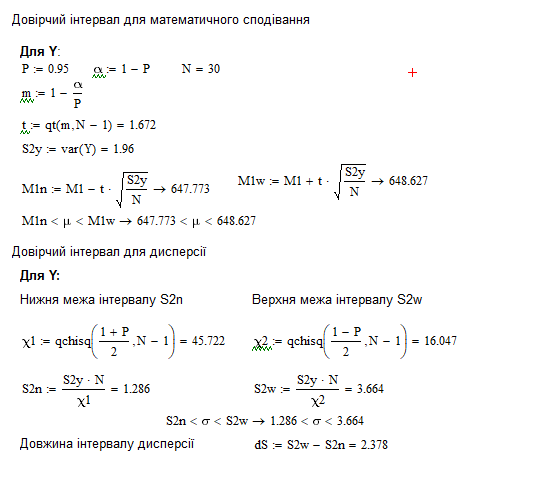 Довірчий інтервал для математичного сподівання
Для Y:
P := 0.95 α := 1 − P N = 30
m := 1 − α/P
t := qt(m, N − 1) = 1.672
S2y := var(Y) = 1.96
M1n := M1 − t · √(S2y/N) → 647.773 M1w := M1 + t · √(S2y/N) → 648.627
M1n < μ < M1w → 647.773 < μ < 648.627
Довірчий інтервал для дисперсії
Для Y:
Нижня межа інтервалу S2n Верхня межа інтервалу S2w
χ1 := qchisq((1 + P)/2, N − 1) = 45.722 χ2 := qchisq((1 − P)/2, N − 1) = 16.047
S2n := (S2y · N)/χ1 = 1.286 S2w := (S2y · N)/χ2 = 3.664
S2n < σ < S2w → 1.286 < σ < 3.664
Довжина інтервалу дисперсії dS := S2w − S2n = 2.378